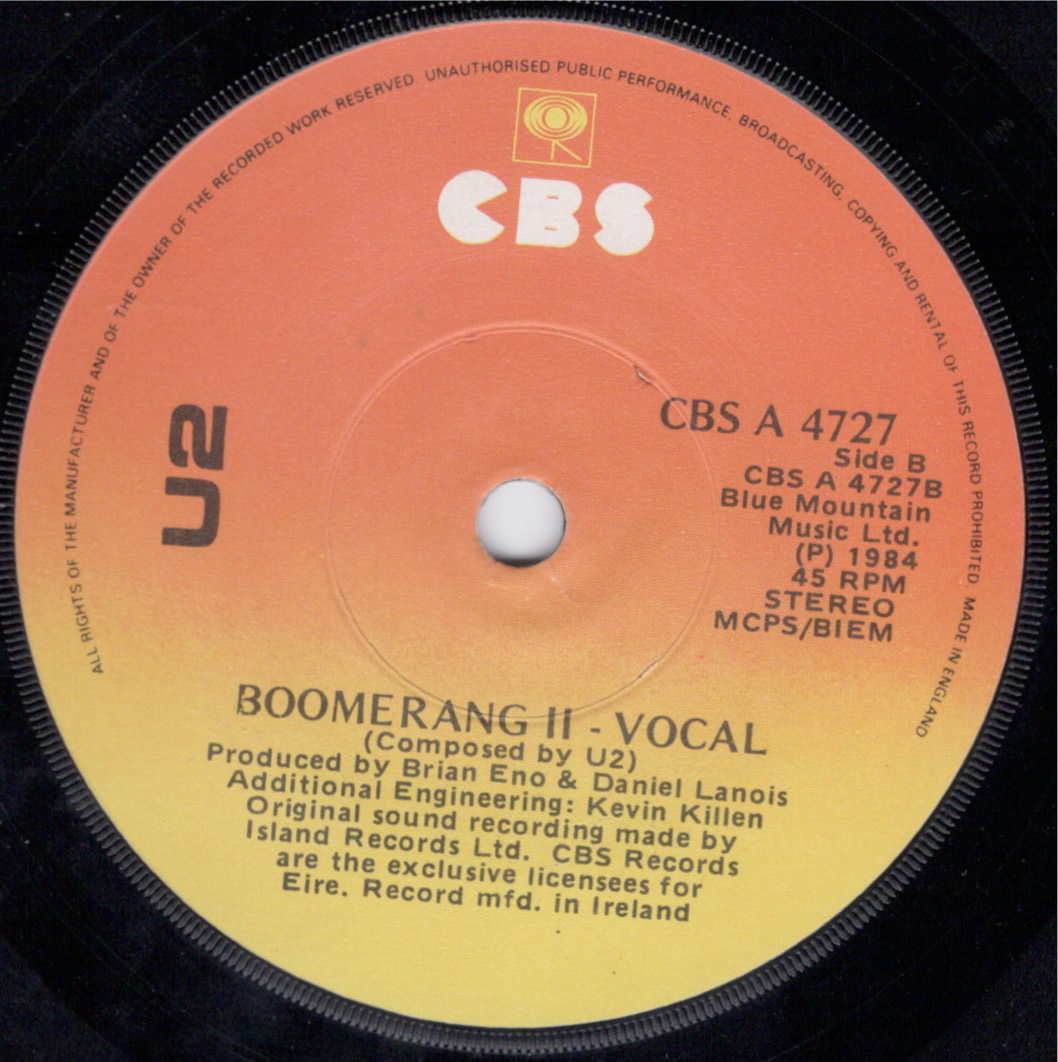 ALL RIGHTS OF THE MANUFACTURER AND OF THE OWNER OF THE RECORDED WORK RESERVED. UNAUTHORISED PUBLIC PERFORMANCE, BROADCASTING, COPYING AND RENTAL OF THIS RECORD PROHIBITED. MADE IN ENGLAND
CBS
U2
CBS A 4727
Side B
CBS A 4727B
Blue Mountain
Music Ltd.
(P) 1984
45 RPM
STEREO
MCPS/BIEM
BOOMERANG II - VOCAL
(Composed by U2)
Produced by Brian Eno & Daniel Lanois
Additional Engineering: Kevin Killen
Original sound recording made by
Island Records Ltd. CBS Records
are the exclusive licensees for
Eire. Record mfd. in Ireland